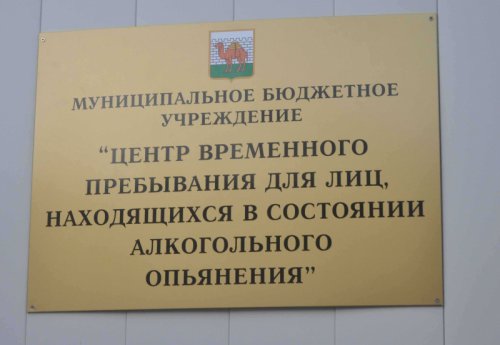 МУНИЦИПАЛЬНОЕ БЮДЖЕТНОЕ
УЧРЕЖДЕНИЕ
“ЦЕНТР ВРЕМЕННОГО
ПРЕБЫВАНИЯ ДЛЯ ЛИЦ,
НАХОДЯЩИХСЯ В СОСТОЯНИИ
АЛКОГОЛЬНОГО
ОПЬЯНЕНИЯ”